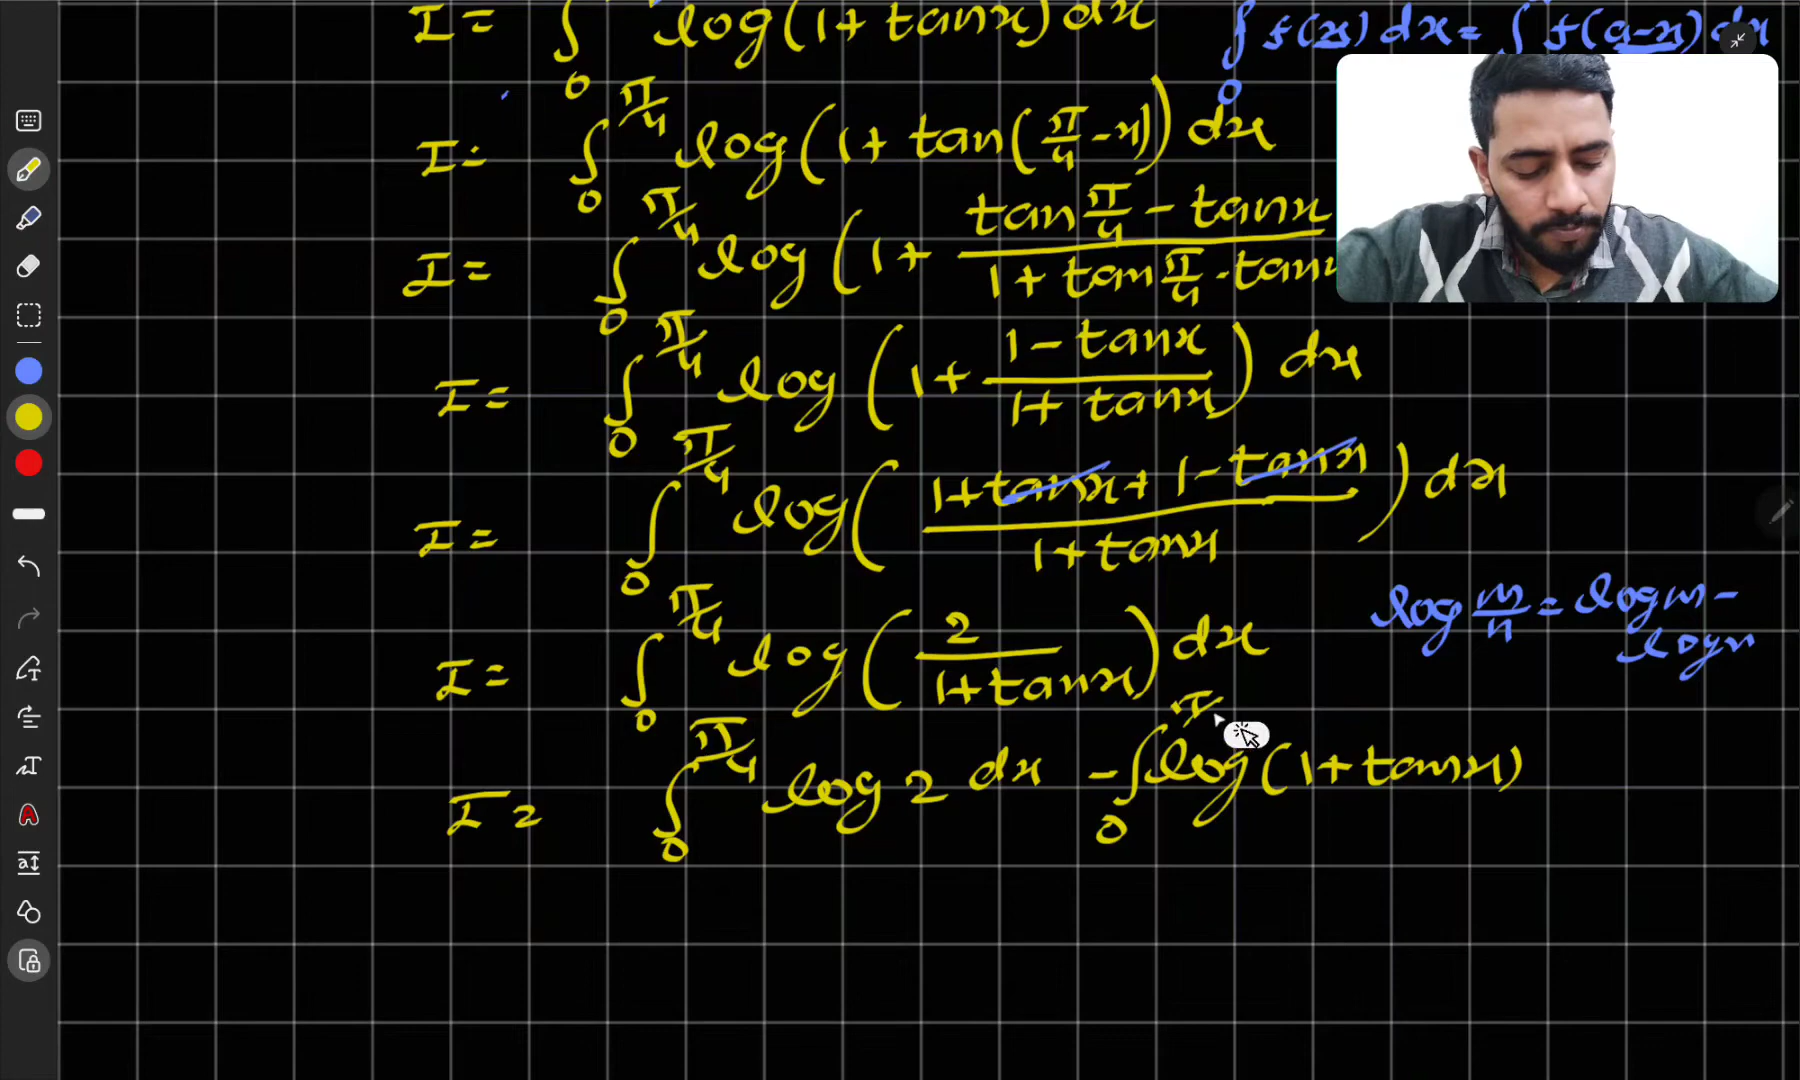 I = ∫₀ log(1+ tanx) dx
∫₀ f(x) dx = ∫ f(a-x) dx
I = ∫₀^{π/4} log(1+ tan(π/4 -x)) dx
I = ∫₀^{π/4} log(1+ (tan π/4 - tanx)/(1+ tan π/4 · tan
I = ∫₀^{π/4} log(1+ (1- tanx)/(1+ tanx)) dx
I = ∫₀^{π/4} log((1+tanx+ 1- tanx)/(1+tanx)) dx
log m/n = logm -
logn
I = ∫₀^{π/4} log(2/(1+tanx)) dx
I = ∫₀^{π/4} log 2 dx - ∫₀^{π} log(1+tanx)